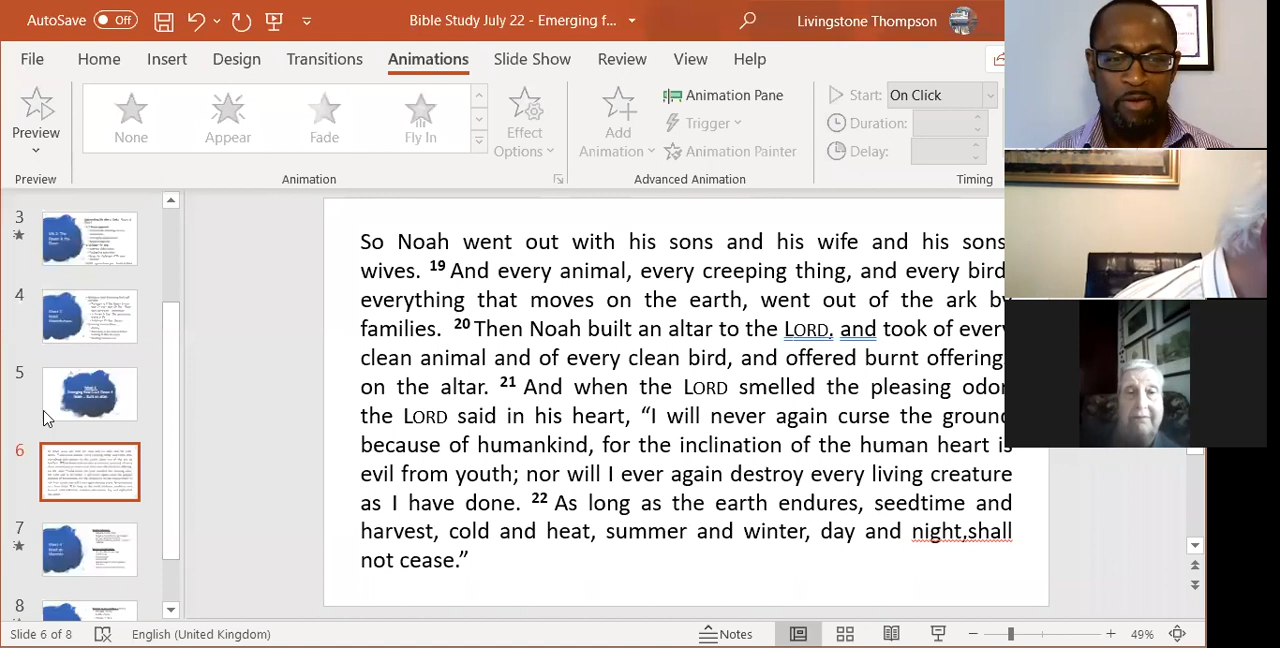 AutoSave Off Bible Study July 22 - Emerging f... Livingstone Thompson
File Home Insert Design Transitions Animations Slide Show Review View Help
Preview
None Appear Fade Fly In
Effect Options
Add Animation
Animation Pane
Trigger
Animation Painter
Start: On Click
Duration:
Delay:
Preview Animation Advanced Animation Timing
3
4
5
6
7
8
So Noah went out with his sons and his wife and his sons
wives. 19 And every animal, every creeping thing, and every bird
everything that moves on the earth, went out of the ark by
families. 20 Then Noah built an altar to the LORD, and took of every
clean animal and of every clean bird, and offered burnt offering
on the altar. 21 And when the LORD smelled the pleasing odor
the LORD said in his heart, “I will never again curse the ground
because of humankind, for the inclination of the human heart is
evil from youth; nor will I ever again destroy every living creature
as I have done. 22 As long as the earth endures, seedtime and
harvest, cold and heat, summer and winter, day and night,shall
not cease.”
Slide 6 of 8 English (United Kingdom) Notes 49%